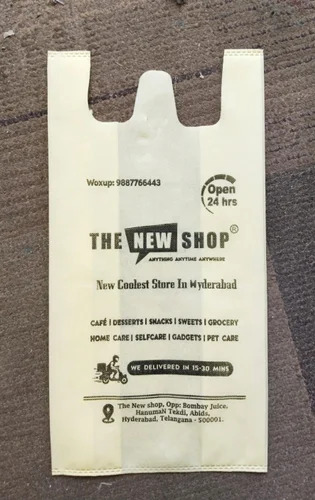 Woxup: 9887766443
Open
24 hrs
THE NEW SHOP®
ANYTHING ANYTIME ANYWHERE
New Coolest Store In Hyderabad
CAFÉ | DESSERTS | SNACKS | SWEETS | GROCERY
HOME CARE | SELFCARE | GADGETS | PET CARE
WE DELIVERED IN 15-30 MINS
The New shop, Opp: Bombay Juice,
HanumaN Tekdi, Abids,
Hyderabad, Telangana - 500001.